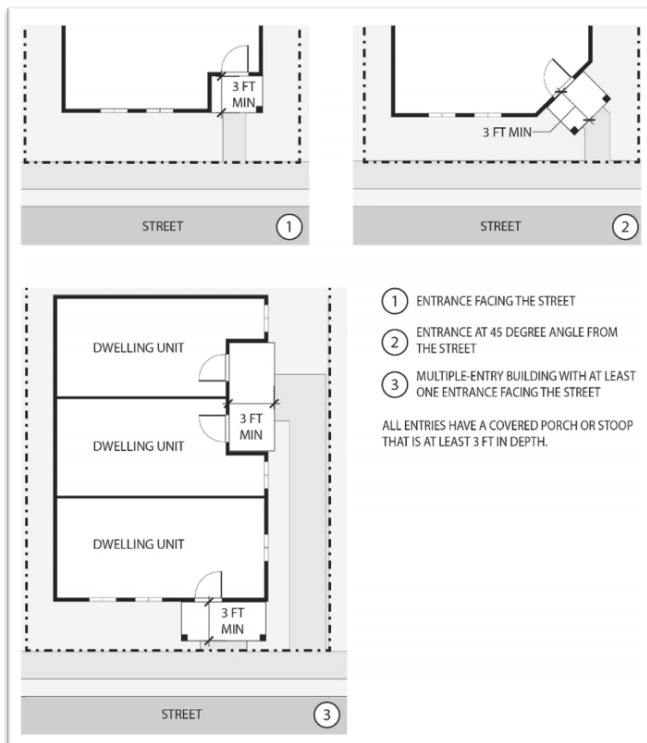 3 FT
MIN
STREET
1
3 FT MIN
STREET
2
DWELLING UNIT
DWELLING UNIT
DWELLING UNIT
3 FT
MIN
3 FT
MIN
STREET
3
1 ENTRANCE FACING THE STREET
2 ENTRANCE AT 45 DEGREE ANGLE FROM
THE STREET
3 MULTIPLE-ENTRY BUILDING WITH AT LEAST
ONE ENTRANCE FACING THE STREET
ALL ENTRIES HAVE A COVERED PORCH OR STOOP
THAT IS AT LEAST 3 FT IN DEPTH.